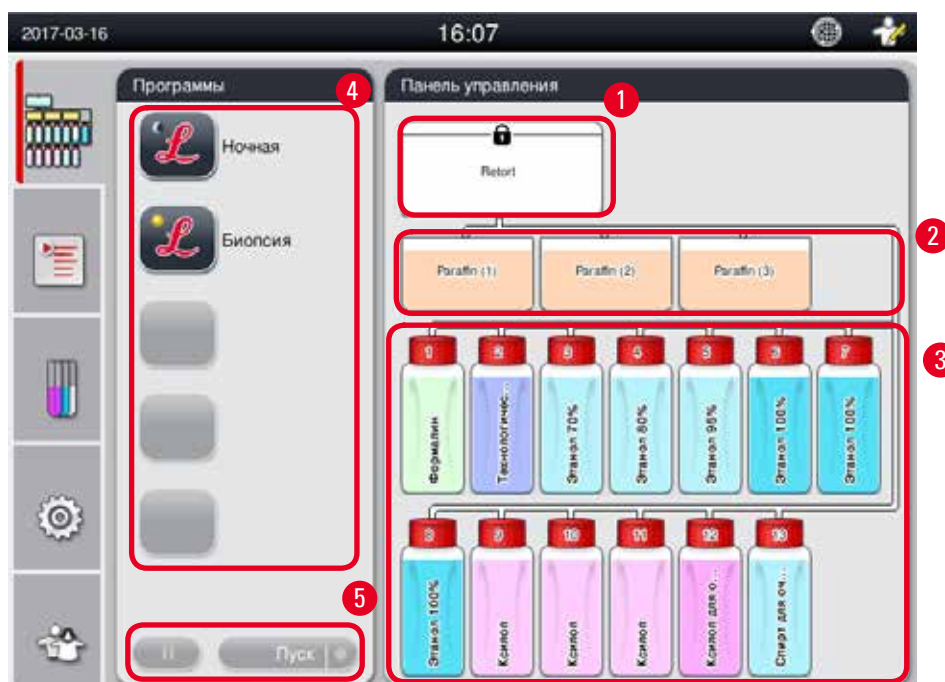 2017-03-16
16:07
Программы
4
Панель управления
1
Ночная
Retort
Биопсия
2
Paraffin (1)
Paraffin (2)
Paraffin (3)
3
1
2
3
4
5
6
7
Формалин
Технологичес...
Этанол 70%
Этанол 80%
Этанол 95%
Этанол 100%
Этанол 100%
8
9
10
11
12
13
Этанол 100%
Ксилол
Ксилол
Ксилол
Ксилол для о...
Спирт для оч...
5
Пуск